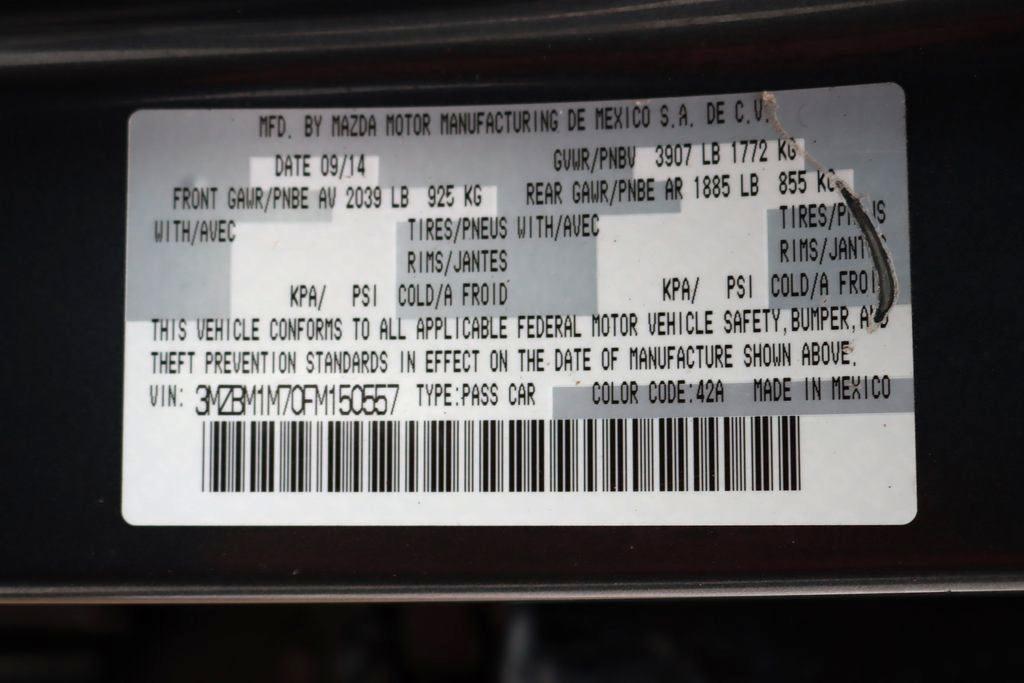 MFD. BY MAZDA MOTOR MANUFACTURING DE MEXICO S.A. DE C.V.
DATE 09/14 GVWR/PNBV 3907 LB 1772 KG
FRONT GAWR/PNBE AV 2039 LB 925 KG REAR GAWR/PNBE AR 1885 LB 855 KG
WITH/AVEC TIRES/PNEUS WITH/AVEC TIRES/PNEUS
RIMS/JANTES RIMS/JANTES
KPA/ PSI COLD/A FROID KPA/ PSI COLD/A FROID
THIS VEHICLE CONFORMS TO ALL APPLICABLE FEDERAL MOTOR VEHICLE SAFETY, BUMPER, AND
THEFT PREVENTION STANDARDS IN EFFECT ON THE DATE OF MANUFACTURE SHOWN ABOVE.
VIN: 3MZBM1M70FM150557 TYPE:PASS CAR COLOR CODE:42A MADE IN MEXICO